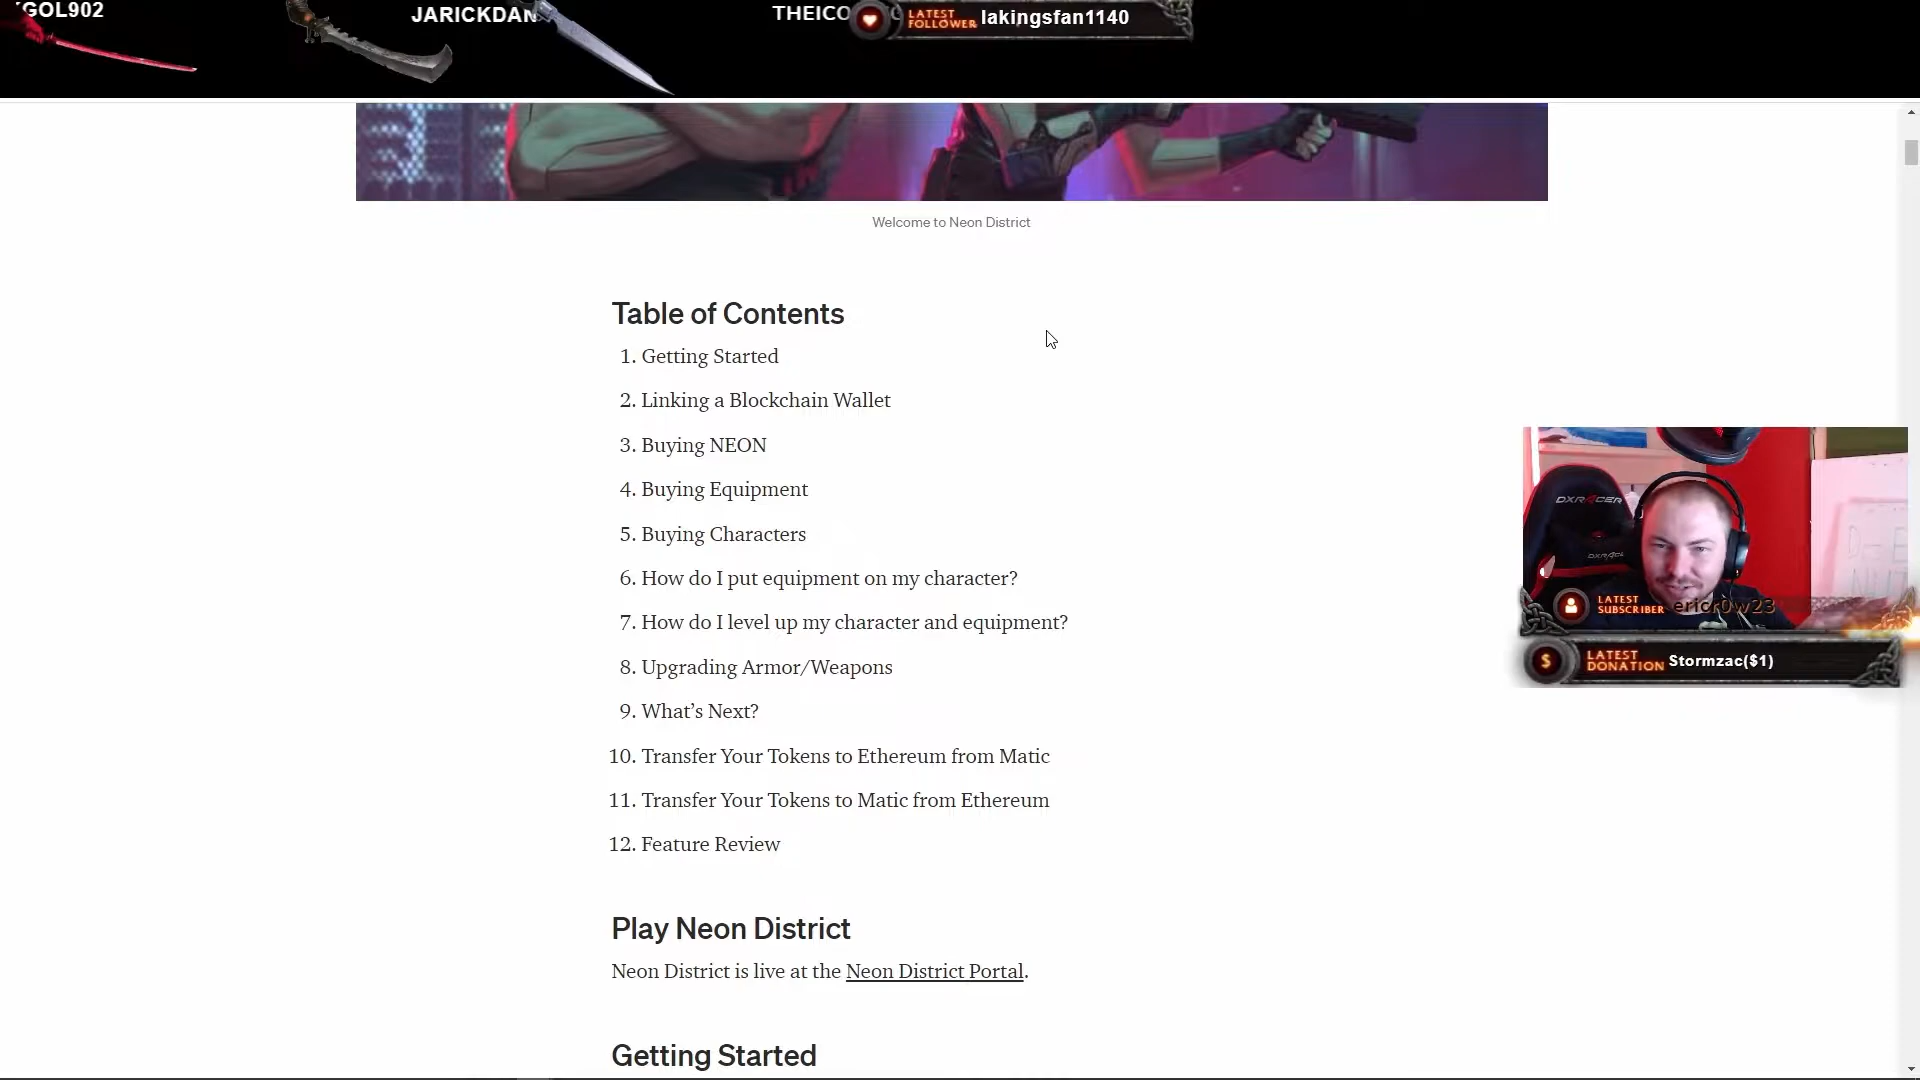 GOL902
JARICKDAN
THEICO
LATEST FOLLOWER lakingsfan1140
Welcome to Neon District
Table of Contents
1. Getting Started
2. Linking a Blockchain Wallet
3. Buying NEON
4. Buying Equipment
5. Buying Characters
6. How do I put equipment on my character?
7. How do I level up my character and equipment?
8. Upgrading Armor/Weapons
9. What’s Next?
10. Transfer Your Tokens to Ethereum from Matic
11. Transfer Your Tokens to Matic from Ethereum
12. Feature Review
Play Neon District
Neon District is live at the Neon District Portal.
Getting Started
DXRACER
LATEST SUBSCRIBER ericr0w23
LATEST DONATION Stormzac($1)